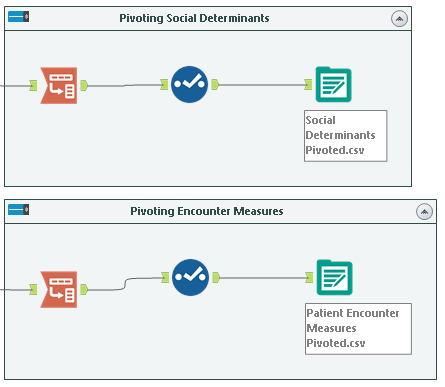 Pivoting Social Determinants
Social
Determinants
Pivoted.csv
Pivoting Encounter Measures
Patient Encounter
Measures
Pivoted.csv